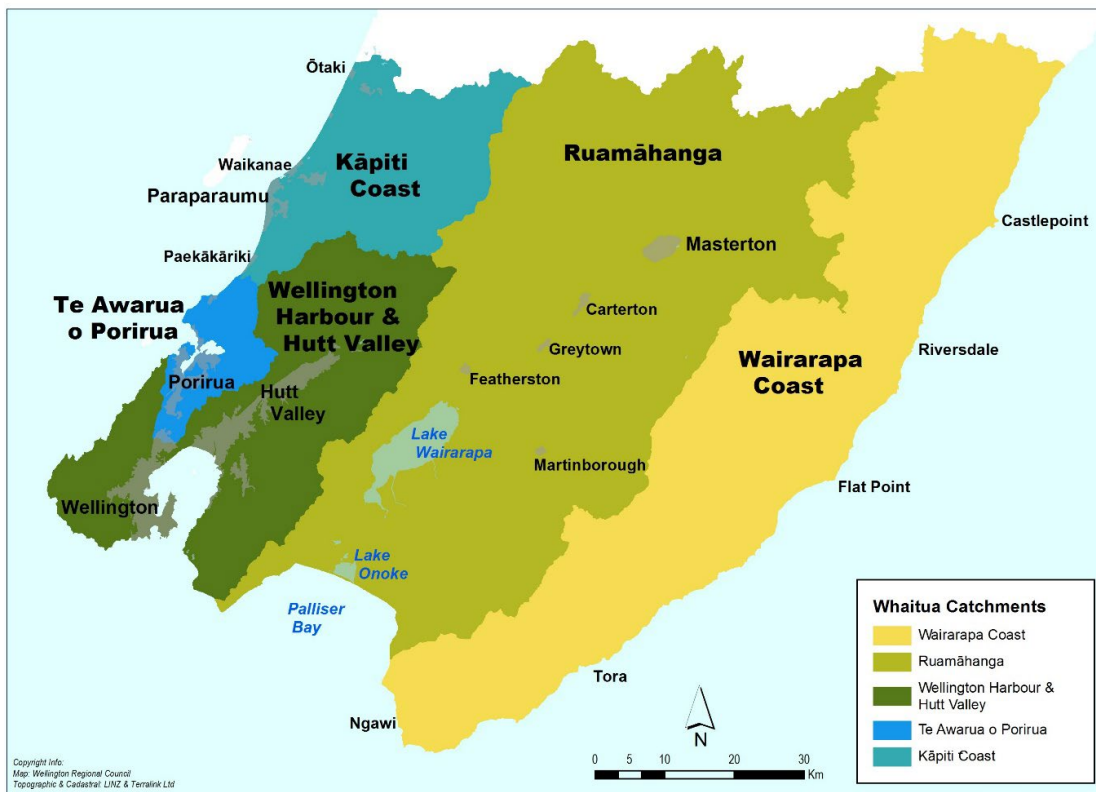 Ōtaki
Waikanae
Paraparaumu
Paekākāriki
Kāpiti
Coast
Ruamāhanga
Castlepoint
Masterton
Te Awarua
o Porirua
Wellington
Harbour &
Hutt Valley
Carterton
Greytown
Featherston
Riversdale
Wairarapa
Coast
Porirua
Hutt
Valley
Lake
Wairarapa
Martinborough
Flat Point
Wellington
Lake
Onoke
Palliser
Bay
Tora
Ngawi
N
0 5 10 20 30
Km
Whaitua Catchments
Wairarapa Coast
Ruamāhanga
Wellington Harbour &
Hutt Valley
Te Awarua o Porirua
Kāpiti Coast
Copyright Info:
Map: Wellington Regional Council
Topographic & Cadastral: LINZ & Terralink Ltd